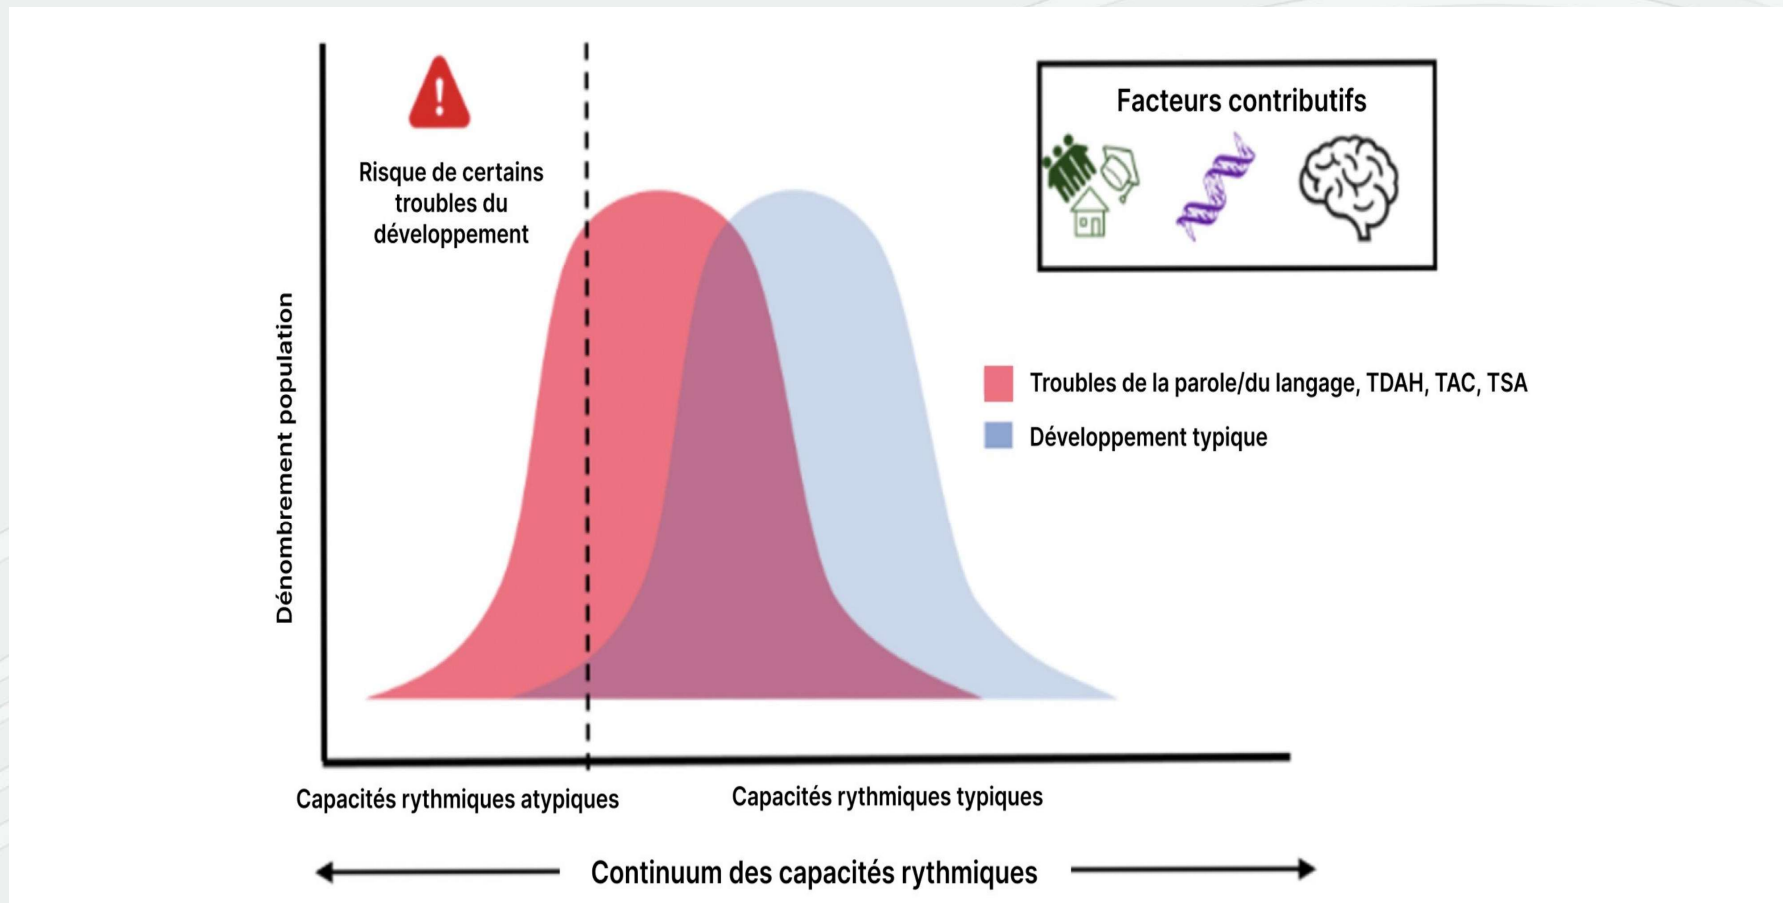 Risque de certains
troubles du
développement
Facteurs contributifs
Dénombrement population
Troubles de la parole/du langage, TDAH, TAC, TSA
Développement typique
Capacités rythmiques atypiques
Capacités rythmiques typiques
Continuum des capacités rythmiques